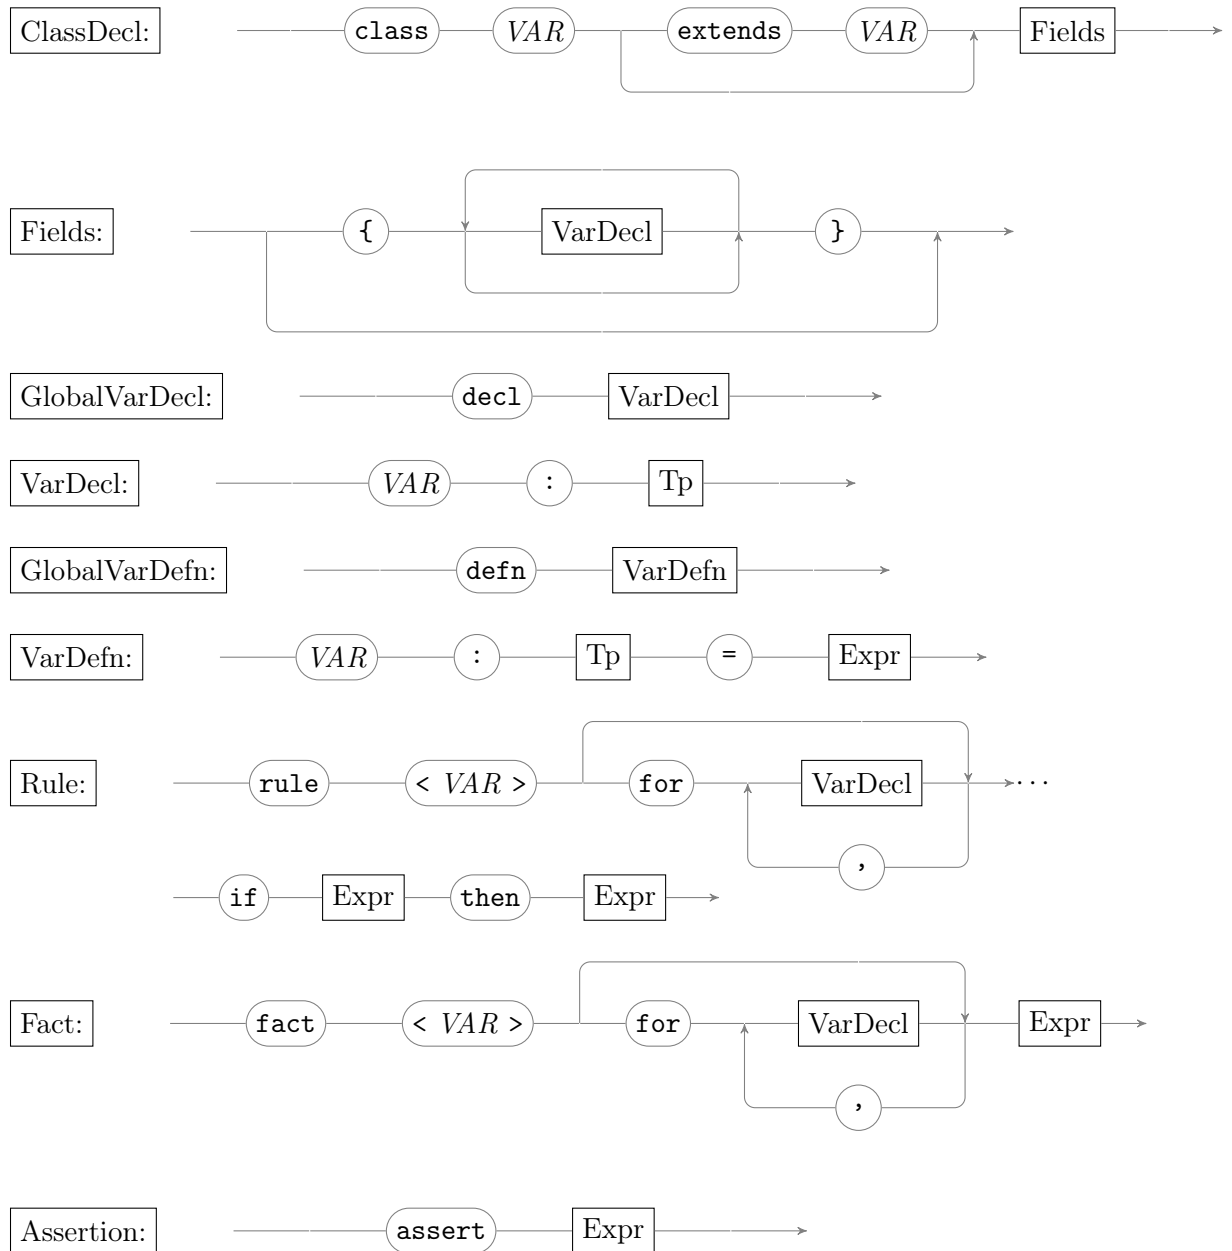 ClassDecl: class VAR extends VAR Fields
Fields: { VarDecl }
GlobalVarDecl: decl VarDecl
VarDecl: VAR : Tp
GlobalVarDefn: defn VarDefn
VarDefn: VAR : Tp = Expr
Rule: rule < VAR > for VarDecl ...
,
if Expr then Expr
Fact: fact < VAR > for VarDecl Expr
,
Assertion: assert Expr